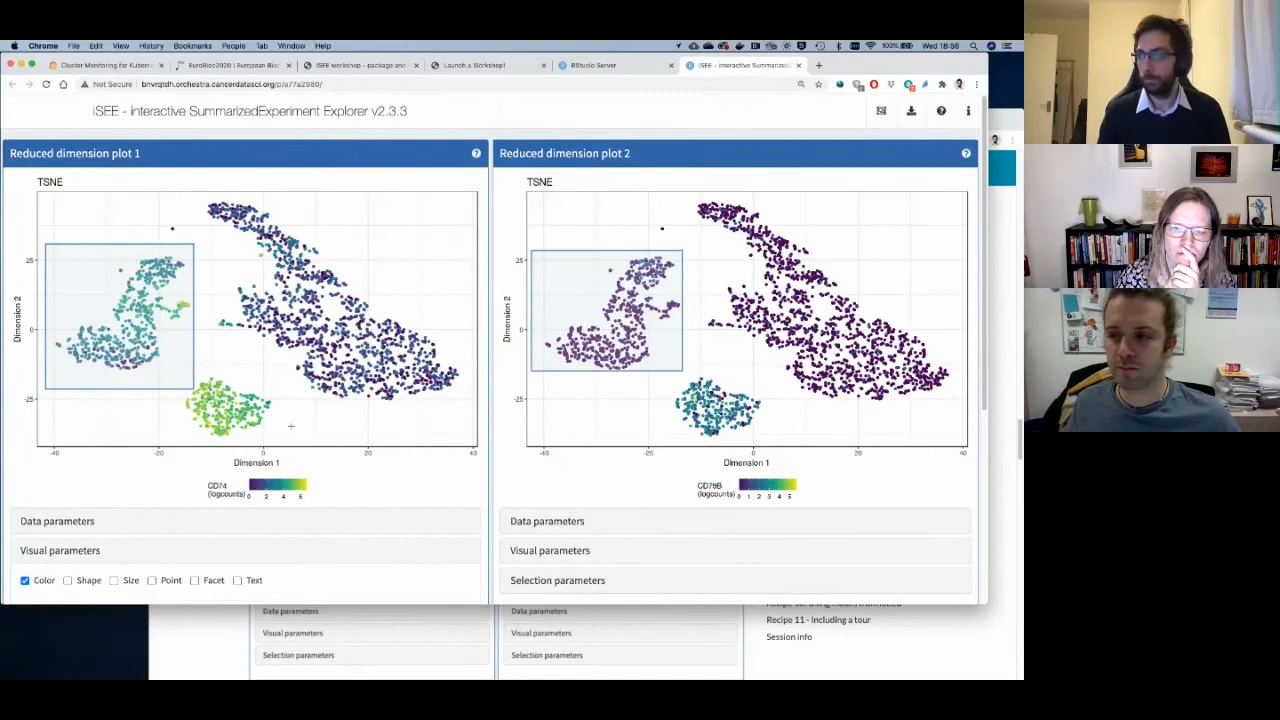 Chrome File Edit View History Bookmarks People Tab Window Help
100% Wed 18:56
Cluster Monitoring for Kubern
EuroBioc2020 | European Bioc
iSEE workshop - package and
Launch a Workshop!
RStudio Server
iSEE - interactive Summarized
Not Secure | bnvrqtdh.orchestra.cancerdatasci.org/p/a77a2980/
iSEE - interactive SummarizedExperiment Explorer v2.3.3
Reduced dimension plot 1
Reduced dimension plot 2
TSNE
TSNE
Dimension 2
25
0
-25
-40 -20 0 20 40
Dimension 1
Dimension 2
25
0
-25
-40 -20 0 20 40
Dimension 1
CD74
(logcounts)
0 2 4 6
CD79B
(logcounts)
0 1 2 3 4 5
Data parameters
Data parameters
Visual parameters
Visual parameters
Color Shape Size Point Facet Text
Selection parameters
Data parameters
Data parameters
Visual parameters
Visual parameters
Selection parameters
Selection parameters
Recipe 11 - Including a tour
Session info